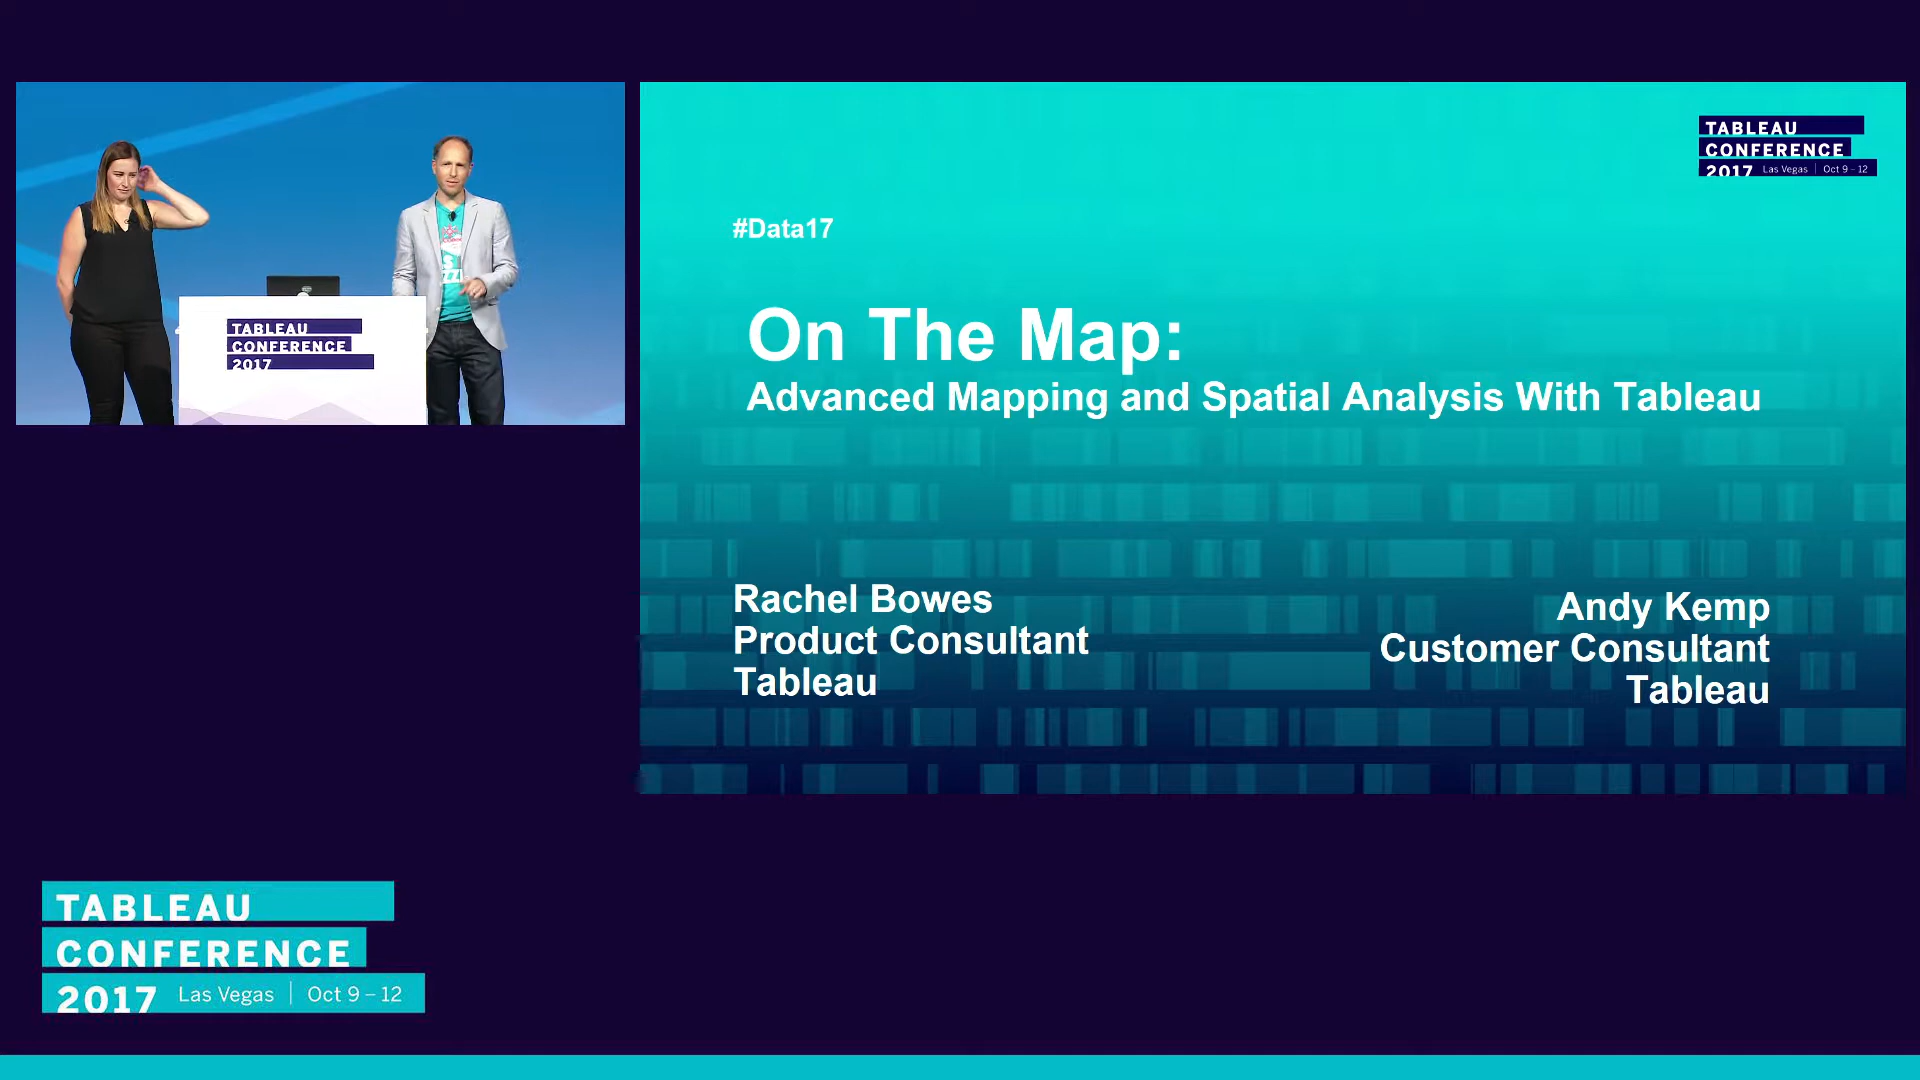 TABLEAU
CONFERENCE
2017
TABLEAU
CONFERENCE
2017 Las Vegas | Oct 9 - 12
#Data17
On The Map:
Advanced Mapping and Spatial Analysis With Tableau
Rachel Bowes
Product Consultant
Tableau
Andy Kemp
Customer Consultant
Tableau
TABLEAU
CONFERENCE
2017 Las Vegas | Oct 9 – 12